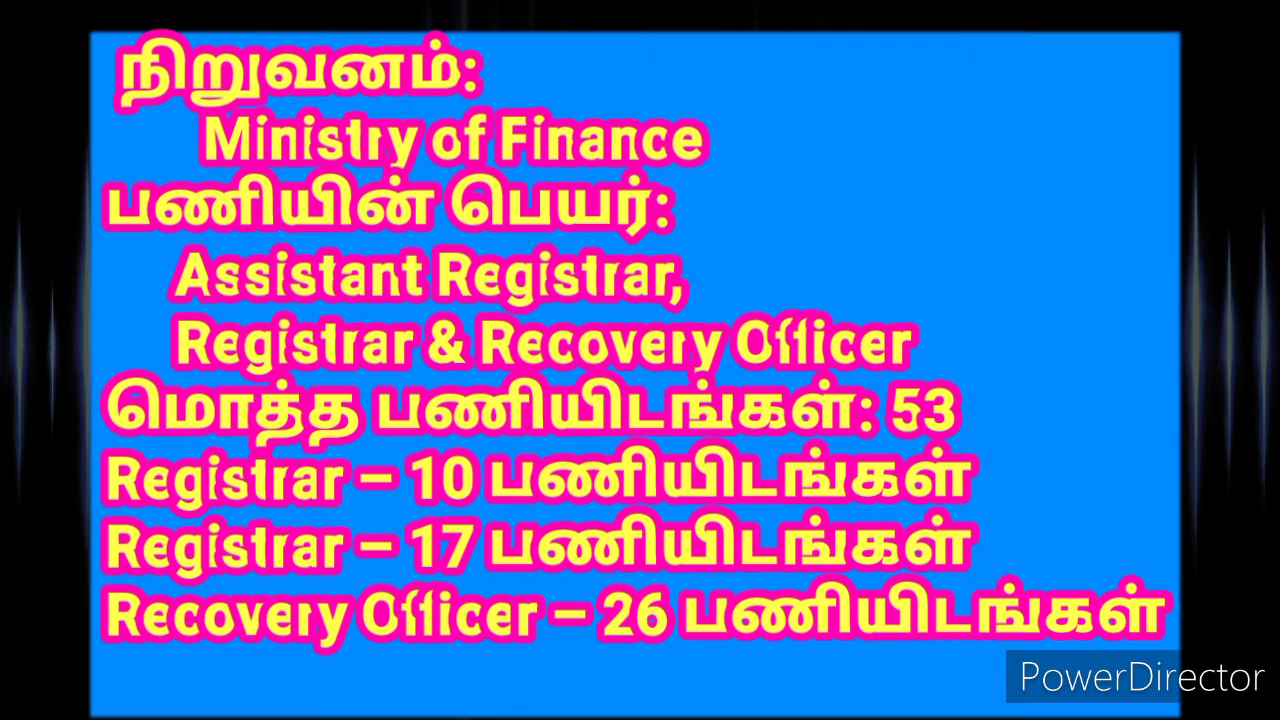 நிறுவனம்:
Ministry of Finance
பணியின் பெயர்:
Assistant Registrar,
Registrar & Recovery Officer
மொத்த பணியிடங்கள்: 53
Registrar – 10 பணியிடங்கள்
Registrar – 17 பணியிடங்கள்
Recovery Officer – 26 பணியிடங்கள்
PowerDirector